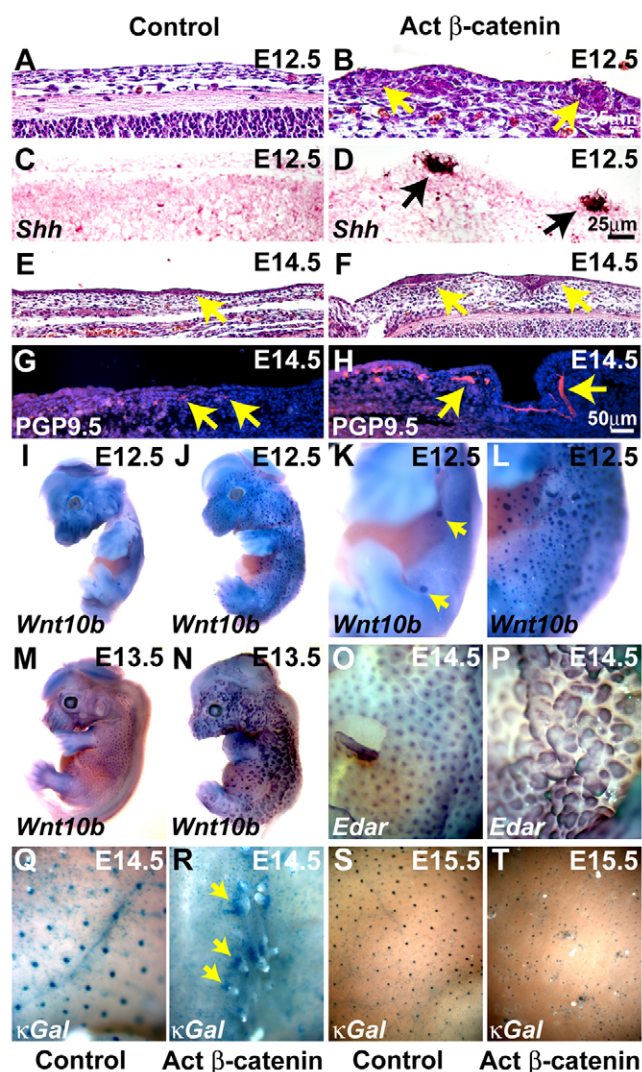 Control Act β-catenin
A E12.5 B E12.5
25μm
C E12.5 D E12.5
Shh Shh 25μm
E E14.5 F E14.5
G E14.5 H E14.5
PGP9.5 PGP9.5 50μm
I E12.5 J E12.5 K E12.5 L E12.5
Wnt10b Wnt10b Wnt10b Wnt10b
M E13.5 N E13.5 O E14.5 P E14.5
Wnt10b Wnt10b Edar Edar
Q E14.5 R E14.5 S E15.5 T E15.5
κGal κGal κGal κGal
Control Act β-catenin Control Act β-catenin